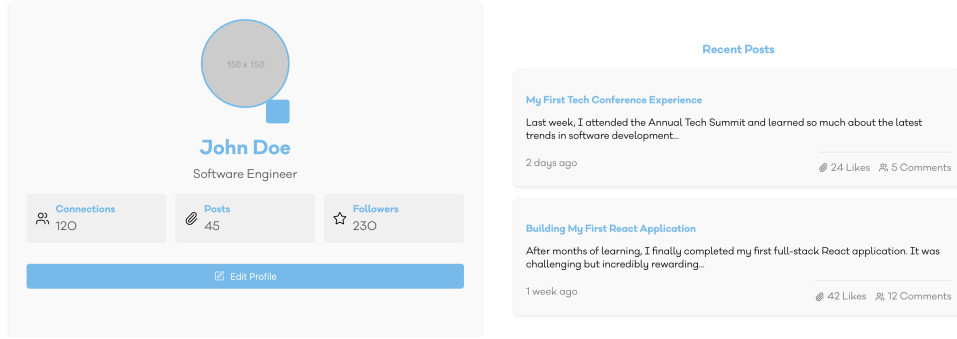 150 x 150
John Doe
Software Engineer
Connections
120
Posts
45
Followers
230
Edit Profile
Recent Posts
My First Tech Conference Experience
Last week, I attended the Annual Tech Summit and learned so much about the latest
trends in software development...
2 days ago
24 Likes 5 Comments
Building My First React Application
After months of learning, I finally completed my first full-stack React application. It was
challenging but incredibly rewarding...
1 week ago
42 Likes 12 Comments